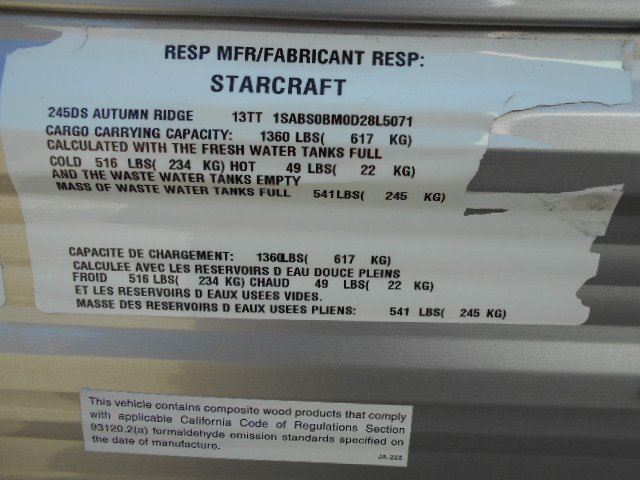 RESP MFR/FABRICANT RESP:
STARCRAFT
245DS AUTUMN RIDGE 13TT 1SABS0BM0D28L5071
CARGO CARRYING CAPACITY: 1360 LBS( 617 KG)
CALCULATED WITH THE FRESH WATER TANKS FULL
COLD 516 LBS( 234 KG) HOT 49 LBS( 22 KG)
AND THE WASTE WATER TANKS EMPTY
MASS OF WASTE WATER TANKS FULL 541LBS( 245 KG)
CAPACITE DE CHARGEMENT: 1360LBS( 617 KG)
CALCULEE AVEC LES RESERVOIRS D EAU DOUCE PLEINS
FROID 516 LBS( 234 KG) CHAUD 49 LBS( 22 KG)
ET LES RESERVOIRS D EAUX USEES VIDES.
MASSE DES RESERVOIRS D EAUX USEES PLIENS: 541 LBS( 245 KG)
This vehicle contains composite wood products that comply
with applicable California Code of Regulations Section
93120.2(a) formaldehyde emission standards specified on
the date of manufacture.
JA-228